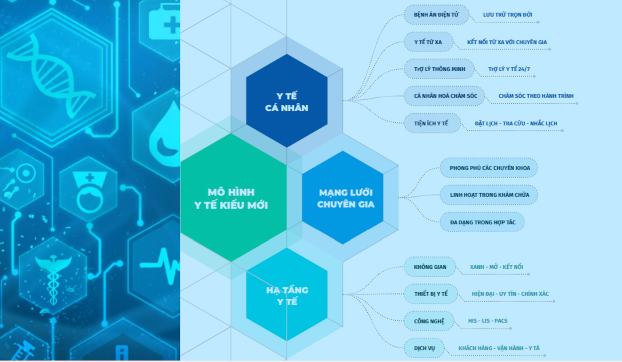 BỆNH ÁN ĐIỆN TỬ
LƯU TRỮ TRỌN ĐỜI
Y TẾ TỪ XA
KẾT NỐI TỪ XA VỚI CHUYÊN GIA
TRỢ LÝ THÔNG MINH
TRỢ LÝ Y TẾ 24/7
CÁ NHÂN HOÁ CHĂM SÓC
CHĂM SÓC THEO HÀNH TRÌNH
TIỆN ÍCH Y TẾ
ĐẶT LỊCH - TRA CỨU - NHẮC LỊCH
Y TẾ
CÁ NHÂN
MÔ HÌNH
Y TẾ KIỂU MỚI
MẠNG LƯỚI
CHUYÊN GIA
PHONG PHÚ CÁC CHUYÊN KHOA
LINH HOẠT TRONG KHÁM CHỮA
ĐA DẠNG TRONG HỢP TÁC
HẠ TẦNG
Y TẾ
KHÔNG GIAN
XANH - MỞ - KẾT NỐI
THIẾT BỊ Y TẾ
HIỆN ĐẠI - UY TÍN - CHÍNH XÁC
CÔNG NGHỆ
HIS - LIS - PACS
DỊCH VỤ
KHÁCH HÀNG - VẬN HÀNH - Y TÁ